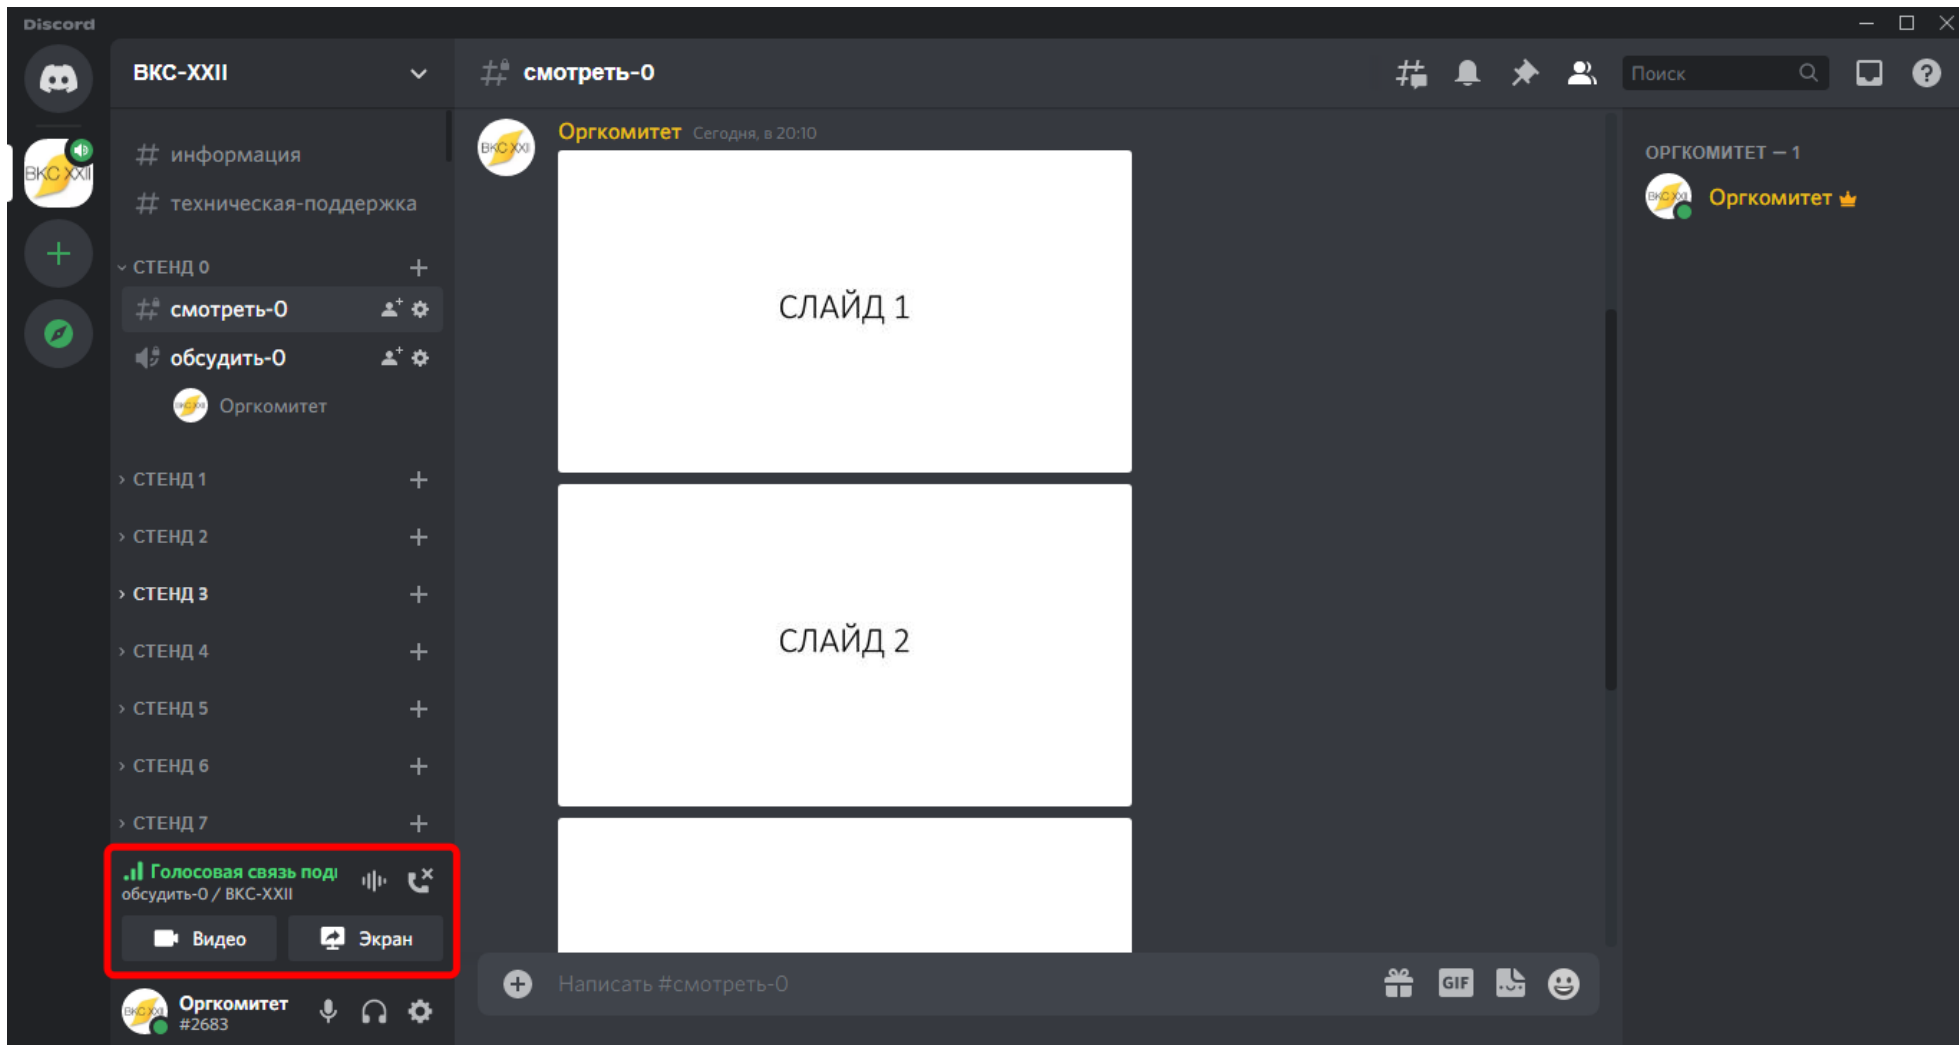 Discord
ВКС-XXII
смотреть-0
Поиск
информация
техническая-поддержка
СТЕНД 0
смотреть-0
обсудить-0
Оргкомитет
СТЕНД 1
СТЕНД 2
СТЕНД 3
СТЕНД 4
СТЕНД 5
СТЕНД 6
СТЕНД 7
Голосовая связь под
обсудить-0 / ВКС-XXII
Видео
Экран
Оргкомитет
#2683
ВКС XXII
Оргкомитет Сегодня, в 20:10
СЛАЙД 1
СЛАЙД 2
Написать #смотреть-0
GIF
ОРГКОМИТЕТ — 1
Оргкомитет